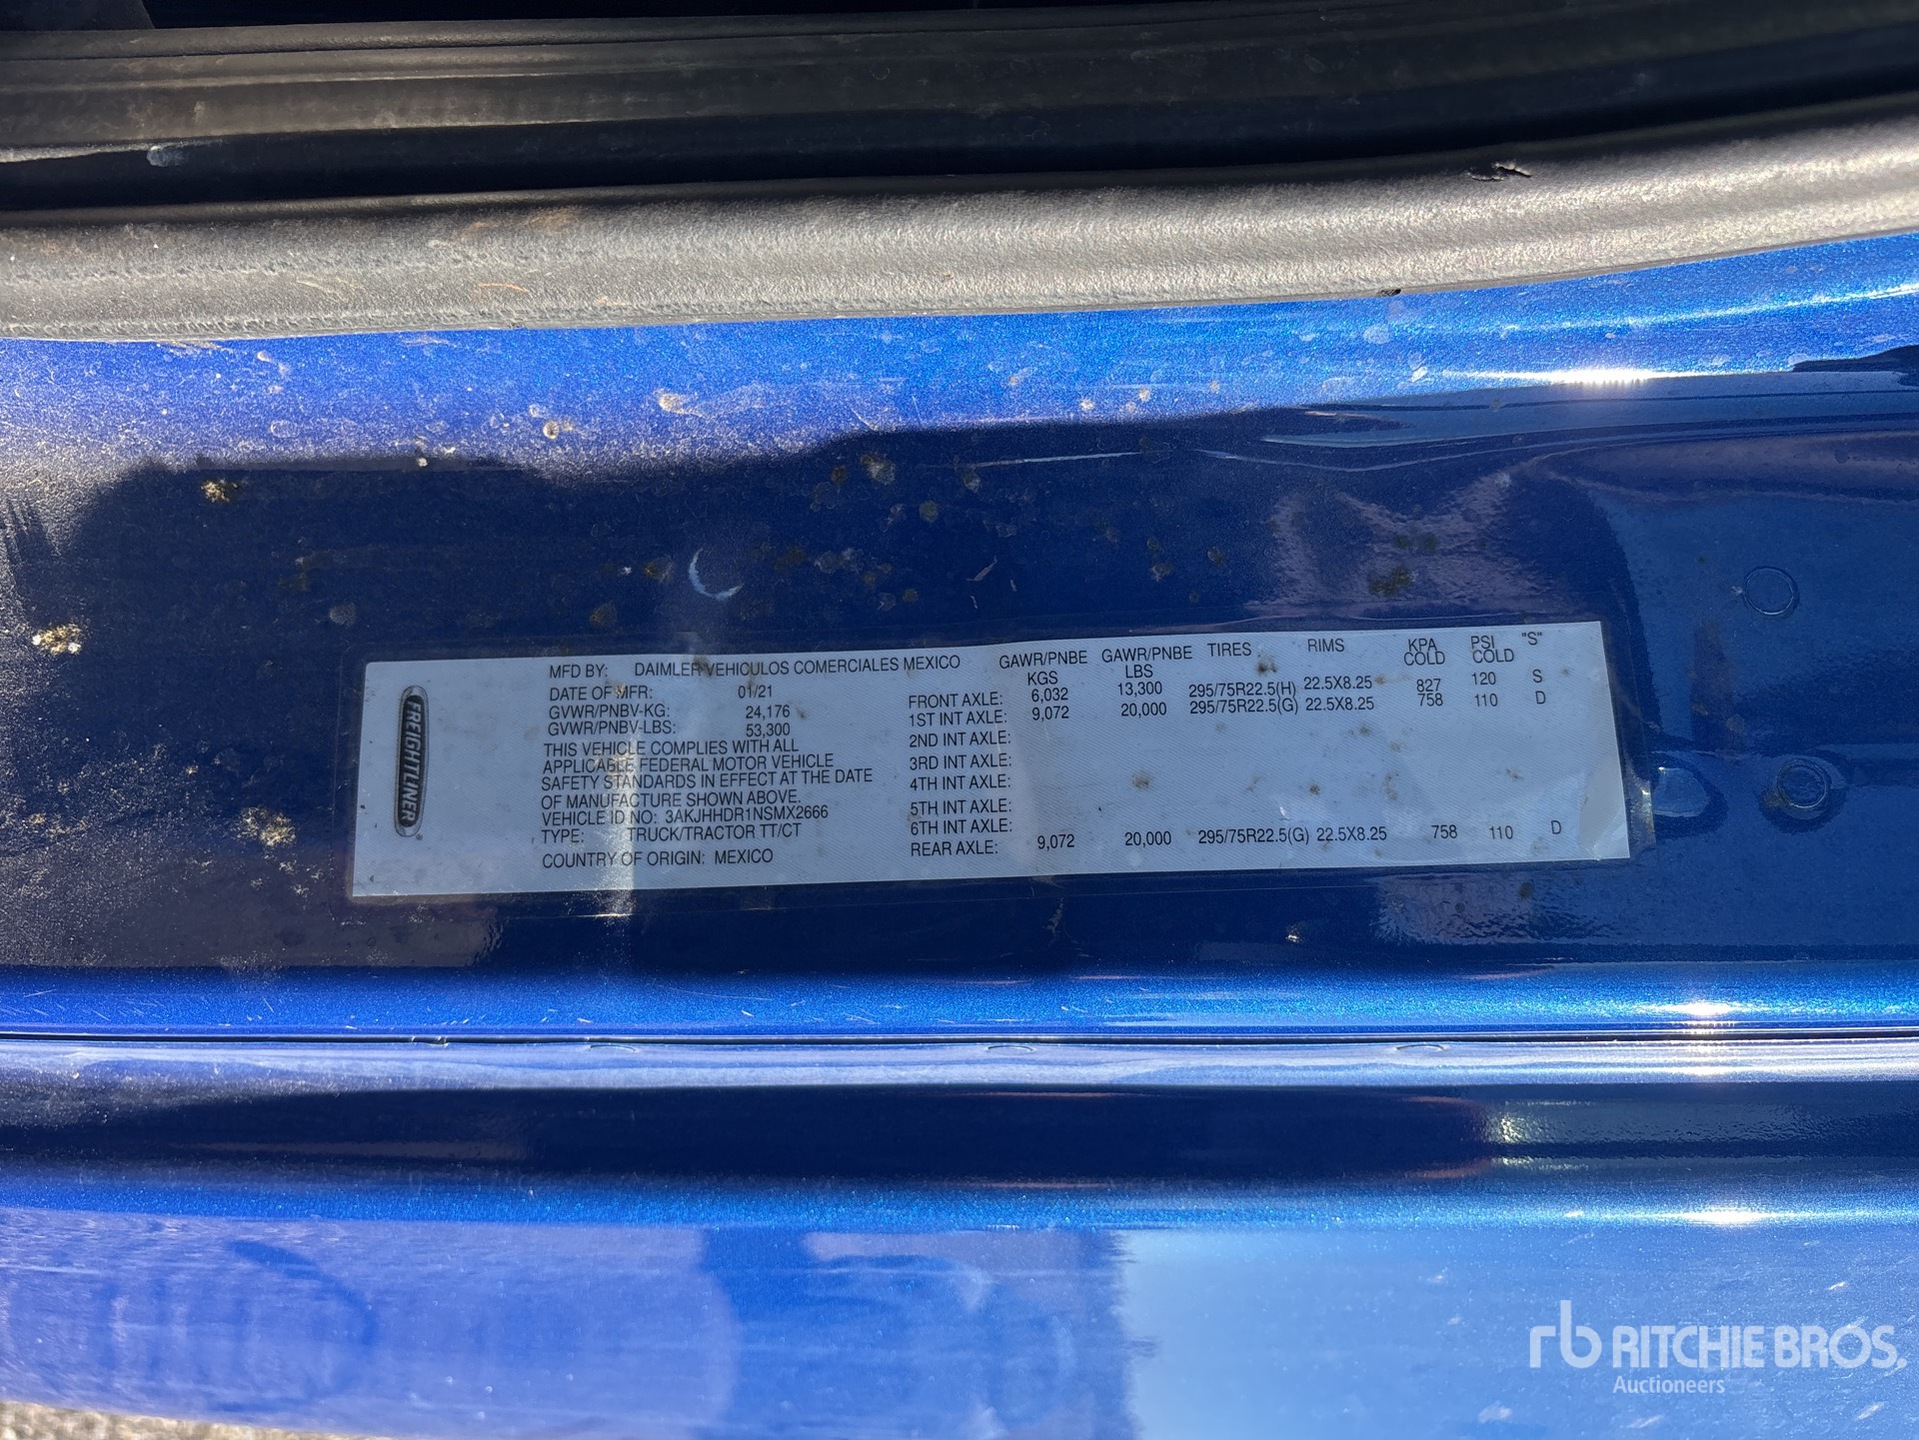 FREIGHTLINER
MFD BY: DAIMLER VEHICULOS COMERCIALES MEXICO
DATE OF MFR: 01/21
GVWR/PNBV-KG: 24,176
GVWR/PNBV-LBS: 53,300
THIS VEHICLE COMPLIES WITH ALL
APPLICABLE FEDERAL MOTOR VEHICLE
SAFETY STANDARDS IN EFFECT AT THE DATE
OF MANUFACTURE SHOWN ABOVE.
VEHICLE ID NO: 3AKJHHDR1NSMX2666
TYPE: TRUCK/TRACTOR TT/CT
COUNTRY OF ORIGIN: MEXICO
GAWR/PNBE GAWR/PNBE TIRES RIMS KPA PSI "S"
KGS LBS COLD COLD
FRONT AXLE: 6,032 13,300 295/75R22.5(H) 22.5X8.25 827 120 S
1ST INT AXLE: 9,072 20,000 295/75R22.5(G) 22.5X8.25 758 110 D
2ND INT AXLE:
3RD INT AXLE:
4TH INT AXLE:
5TH INT AXLE:
6TH INT AXLE:
REAR AXLE: 9,072 20,000 295/75R22.5(G) 22.5X8.25 758 110 D
rb RITCHIE BROS.
Auctioneers